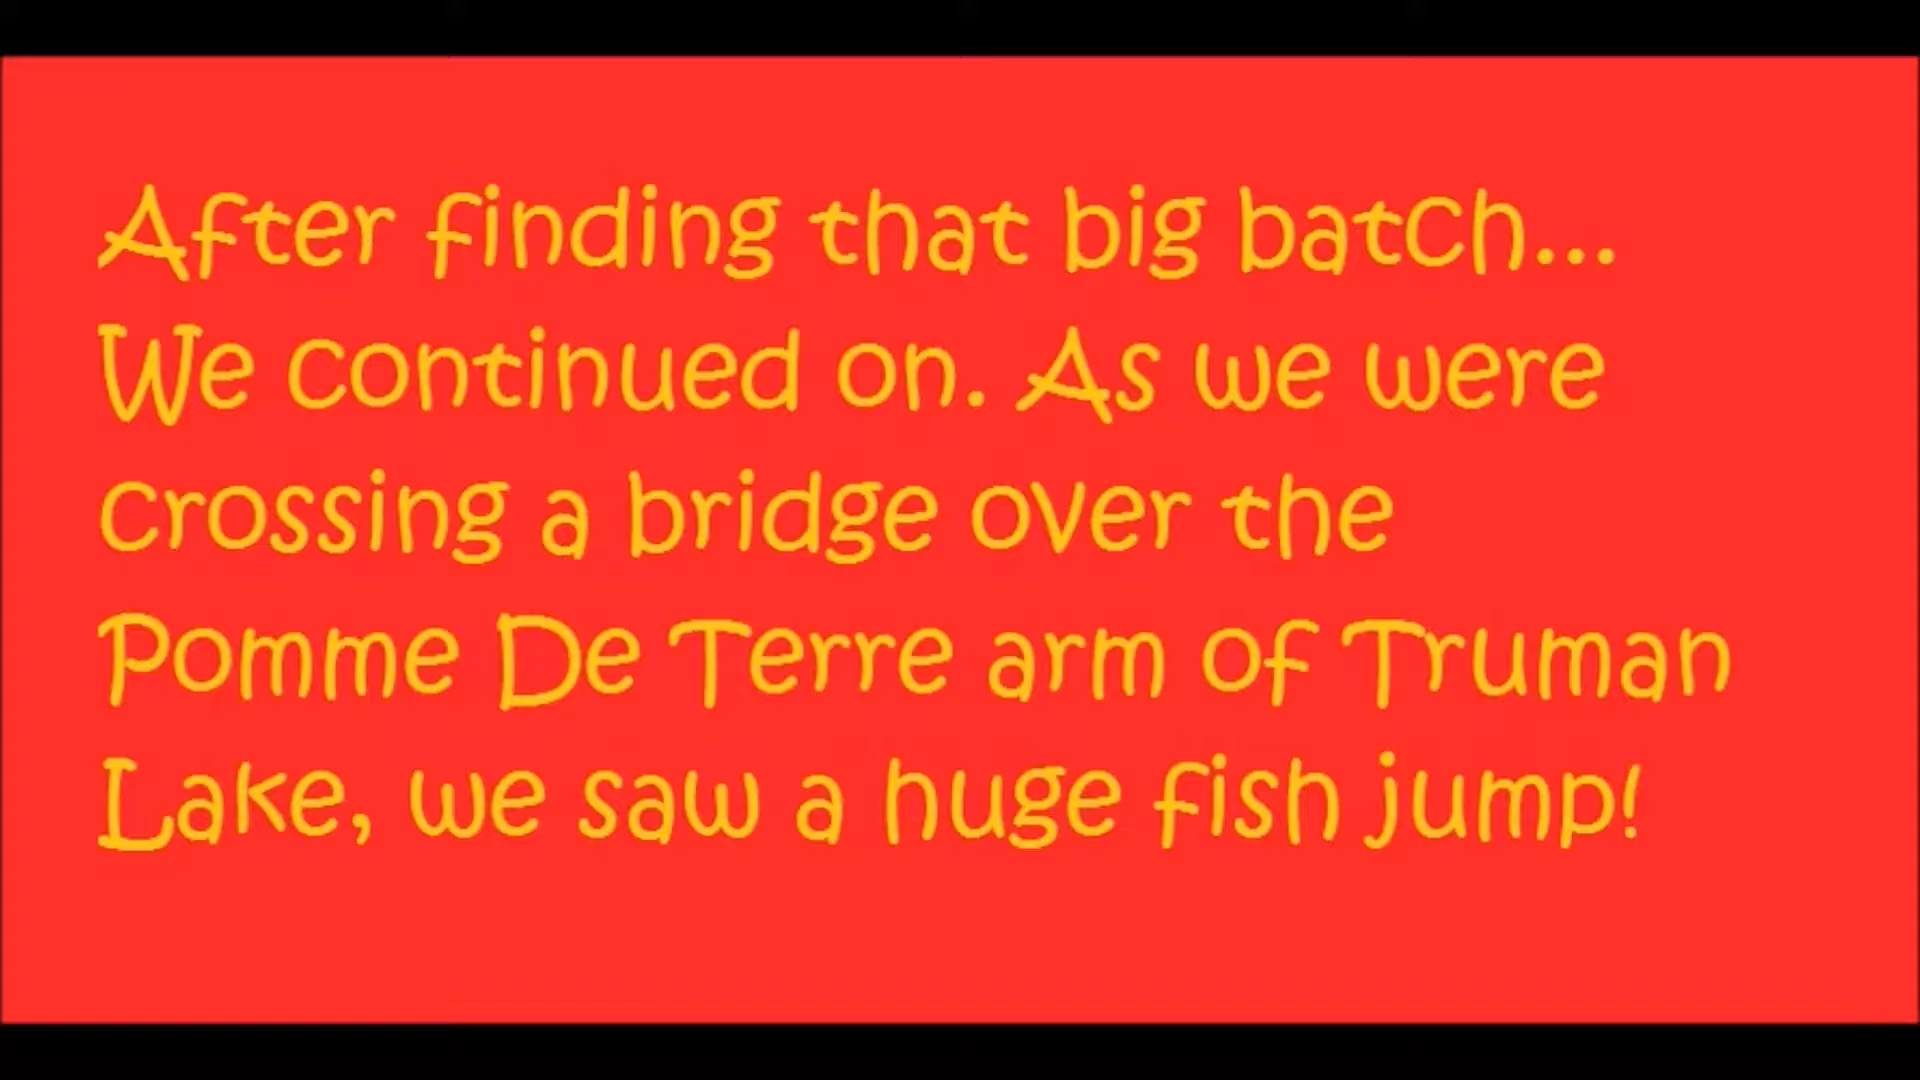 After finding that big batch...
We continued on. As we were
crossing a bridge over the
Pomme De Terre arm of Truman
Lake, we saw a huge fish jump!